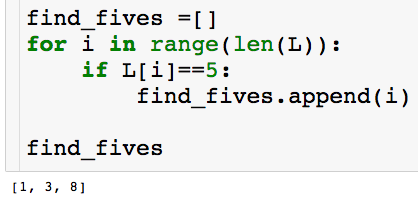 find_fives =[]
for i in range(len(L)):
    if L[i]==5:
        find_fives.append(i)

find_fives
[1, 3, 8]